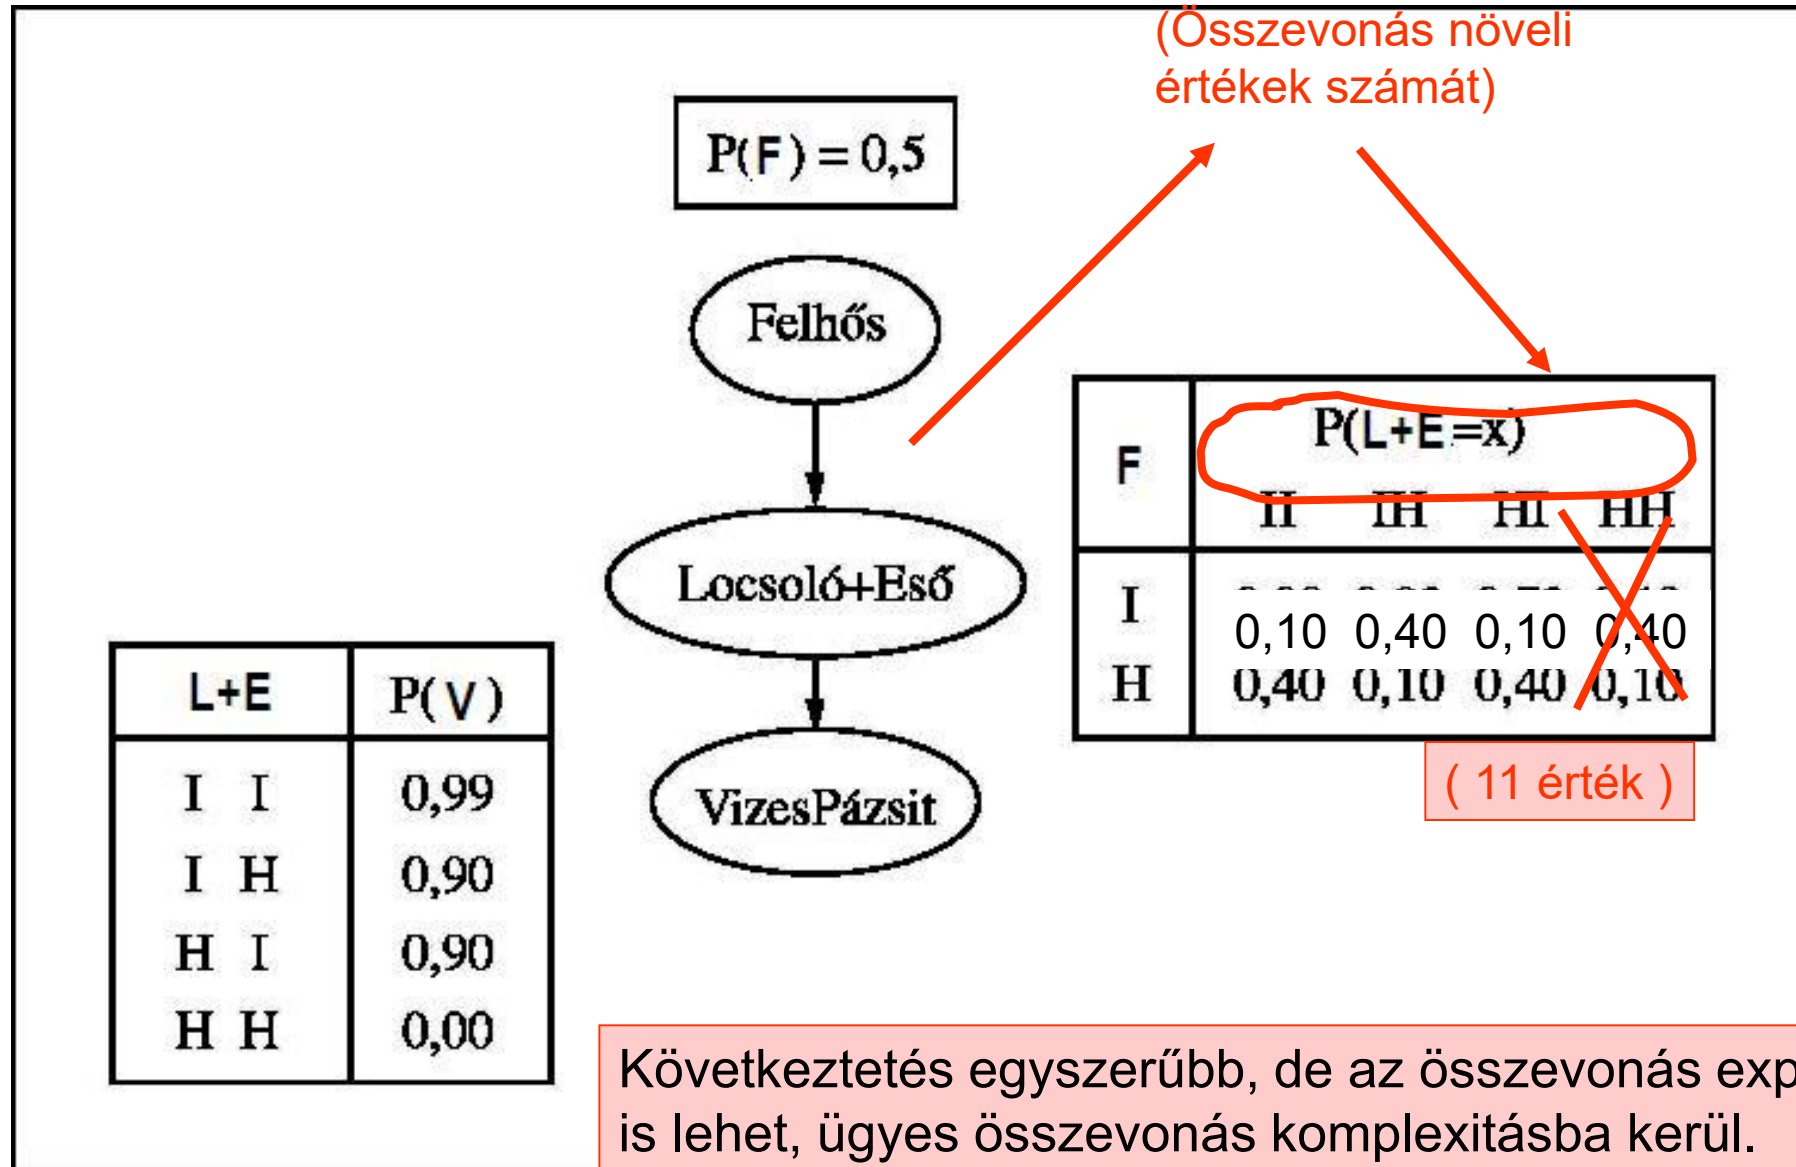 (Összevonás növeli
értékek számát)
P(F) = 0,5
Felhős
Locsoló+Eső
VizesPázsit
F P(L+E=x)
II IH HI HH
I 0,10 0,40 0,10 0,40
H 0,40 0,10 0,40 0,10
( 11 érték )
L+E P(V)
I I 0,99
I H 0,90
H I 0,90
H H 0,00
Következtetés egyszerűbb, de az összevonás exp
is lehet, ügyes összevonás komplexitásba kerül.